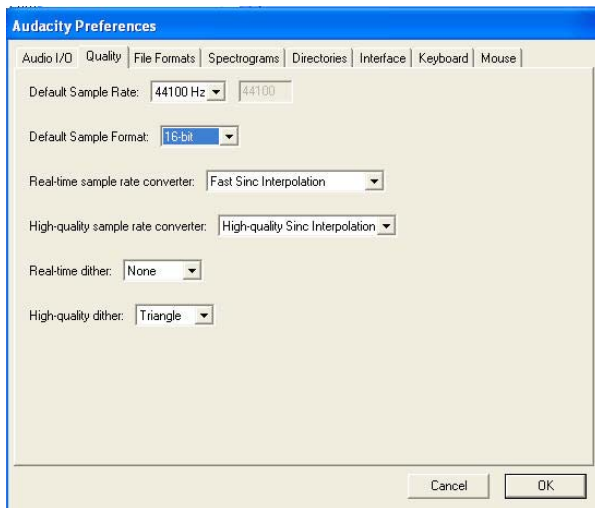 Audacity Preferences
Audio I/O Quality File Formats Spectrograms Directories Interface Keyboard Mouse
Default Sample Rate: 44100 Hz 44100
Default Sample Format: 16-bit
Real-time sample rate converter: Fast Sinc Interpolation
High-quality sample rate converter: High-quality Sinc Interpolation
Real-time dither: None
High-quality dither: Triangle
Cancel OK